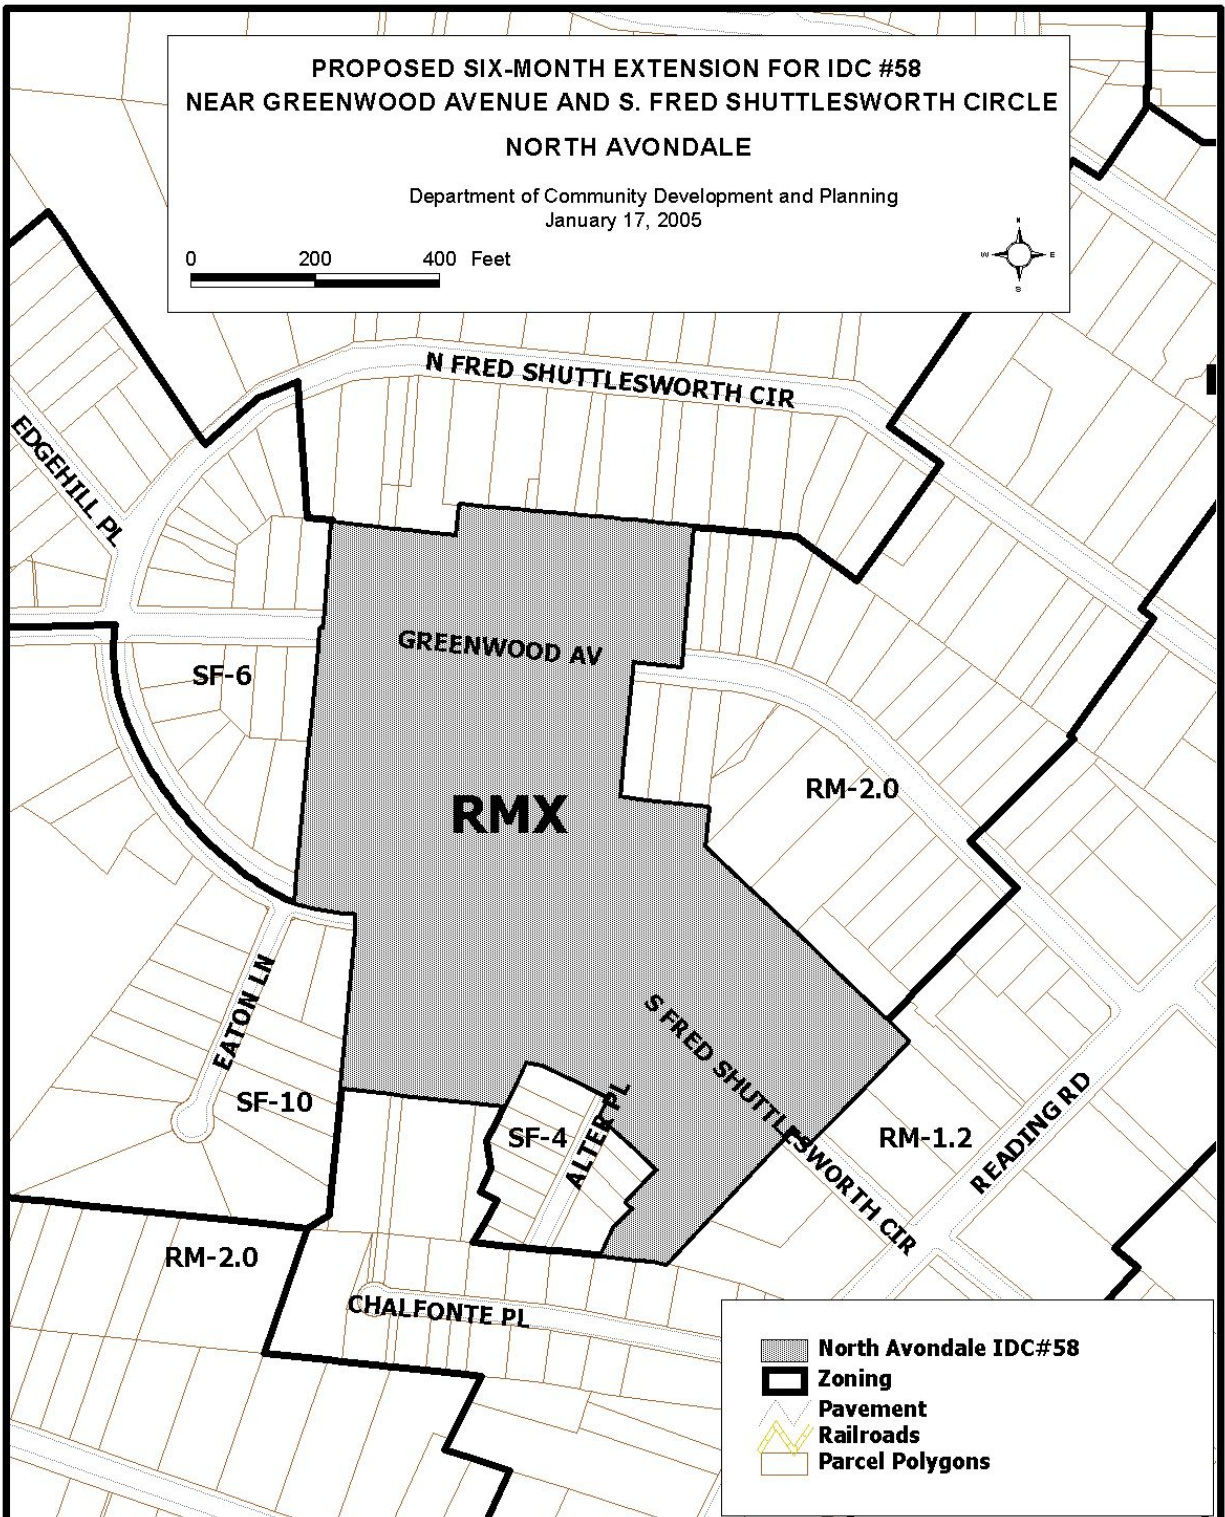 PROPOSED SIX-MONTH EXTENSION FOR IDC #58
NEAR GREENWOOD AVENUE AND S. FRED SHUTTLESWORTH CIRCLE
NORTH AVONDALE
Department of Community Development and Planning
January 17, 2005
0 200 400 Feet
N
W E
S
N FRED SHUTTLESWORTH CIR
EDGEHILL PL
GREENWOOD AV
SF-6
RM-2.0
RMX
EATON LN
S FRED SHUTTLESWORTH CIR
SF-10
SF-4
ALTER PL
RM-1.2
READING RD
RM-2.0
CHALFONTE PL
North Avondale IDC#58
Zoning
Pavement
Railroads
Parcel Polygons